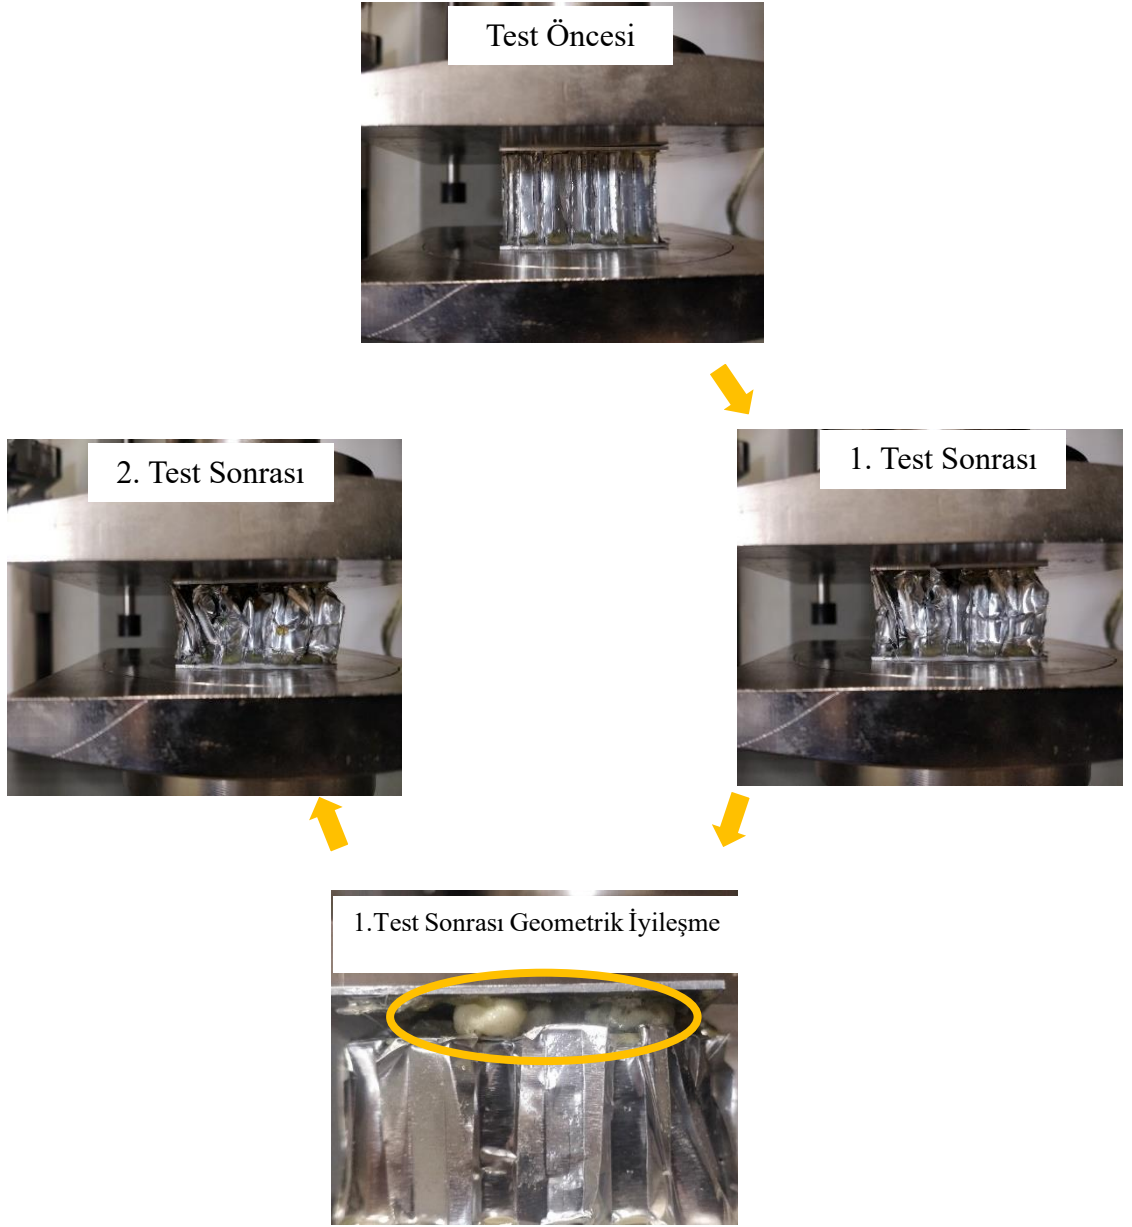 Test Öncesi
1. Test Sonrası
2. Test Sonrası
1.Test Sonrası Geometrik İyileşme